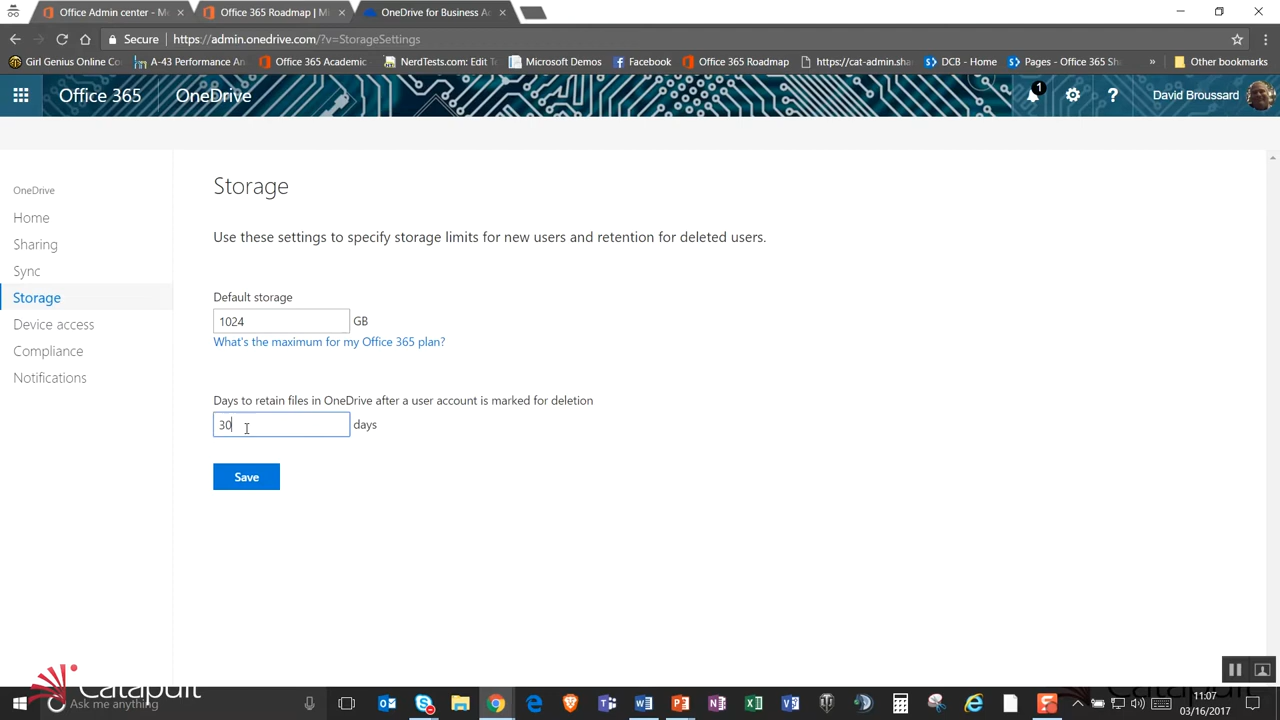 Office Admin center - M
Office 365 Roadmap | Mi
OneDrive for Business A
Secure
https://admin.onedrive.com/?v=StorageSettings
Girl Genius Online Co
A-43 Performance An
Office 365 Academic
NerdTests.com: Edit T
Microsoft Demos
Facebook
Office 365 Roadmap
https://cat-admin.sha
DCB - Home
Pages - Office 365 Sh
»
Other bookmarks
Office 365
OneDrive
1
?
David Broussard
OneDrive
Home
Sharing
Sync
Storage
Device access
Compliance
Notifications
Storage
Use these settings to specify storage limits for new users and retention for deleted users.
Default storage
1024 GB
What's the maximum for my Office 365 plan?
Days to retain files in OneDrive after a user account is marked for deletion
30 days
Save
Catapult
Ask me anything
11:07
03/16/2017